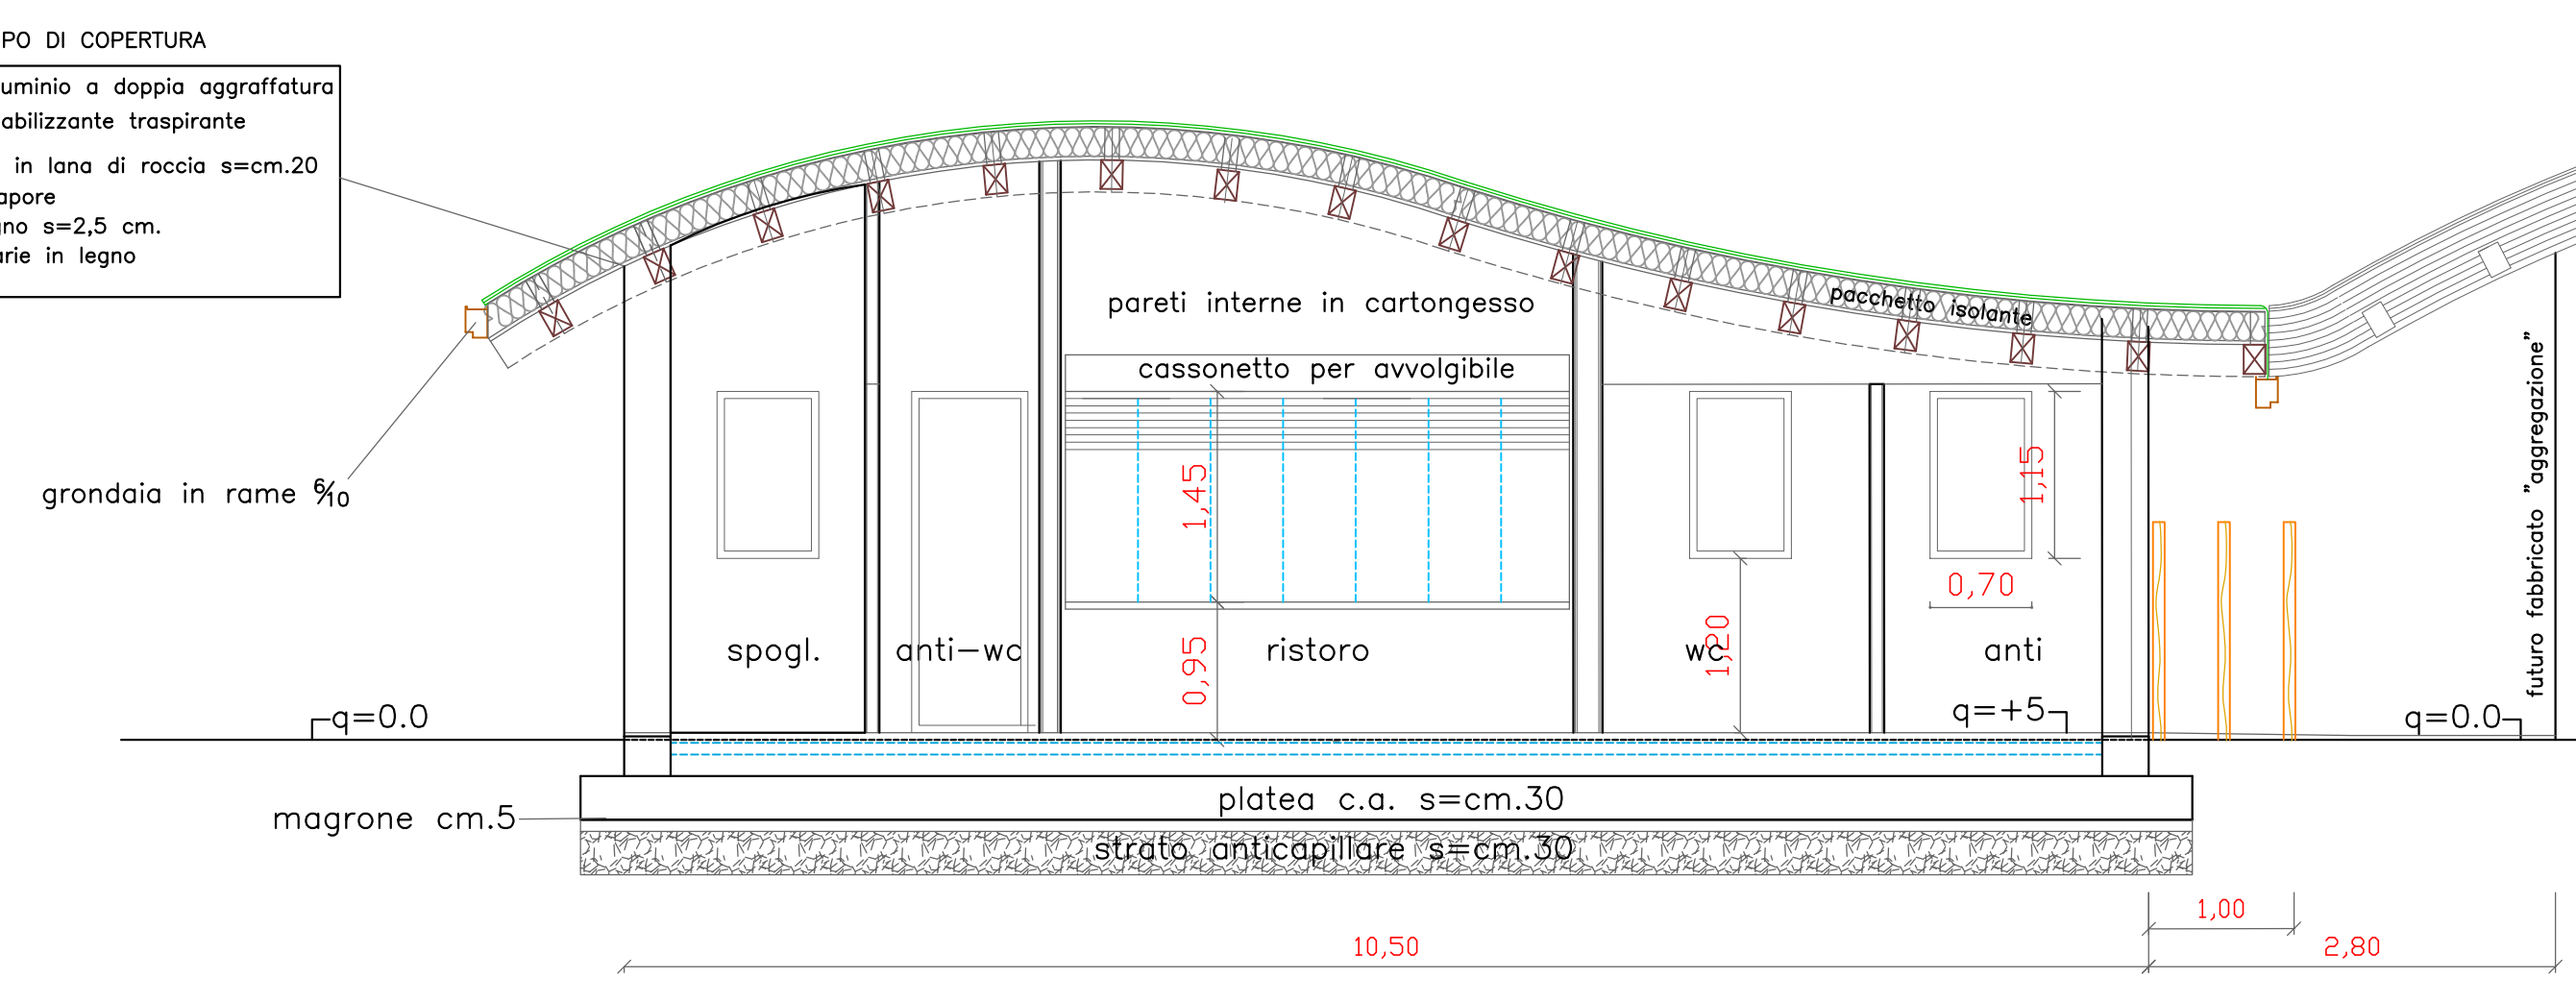 PO DI COPERTURA
uminio a doppia aggraffatura
abilizzante traspirante
in lana di roccia s=cm.20
apore
gno s=2,5 cm.
arie in legno
pacchetto isolante
pareti interne in cartongesso
cassonetto per avvolgibile
grondaia in rame 6/10
1,45
1,15
0,70
futuro fabbricato "aggregazione"
spogl.
anti-wc
0,95
ristoro
wc
1,20
anti
q=0.0
q=+5
q=0.0
platea c.a. s=cm.30
magrone cm.5
strato anticapillare s=cm.30
1,00
10,50
2,80